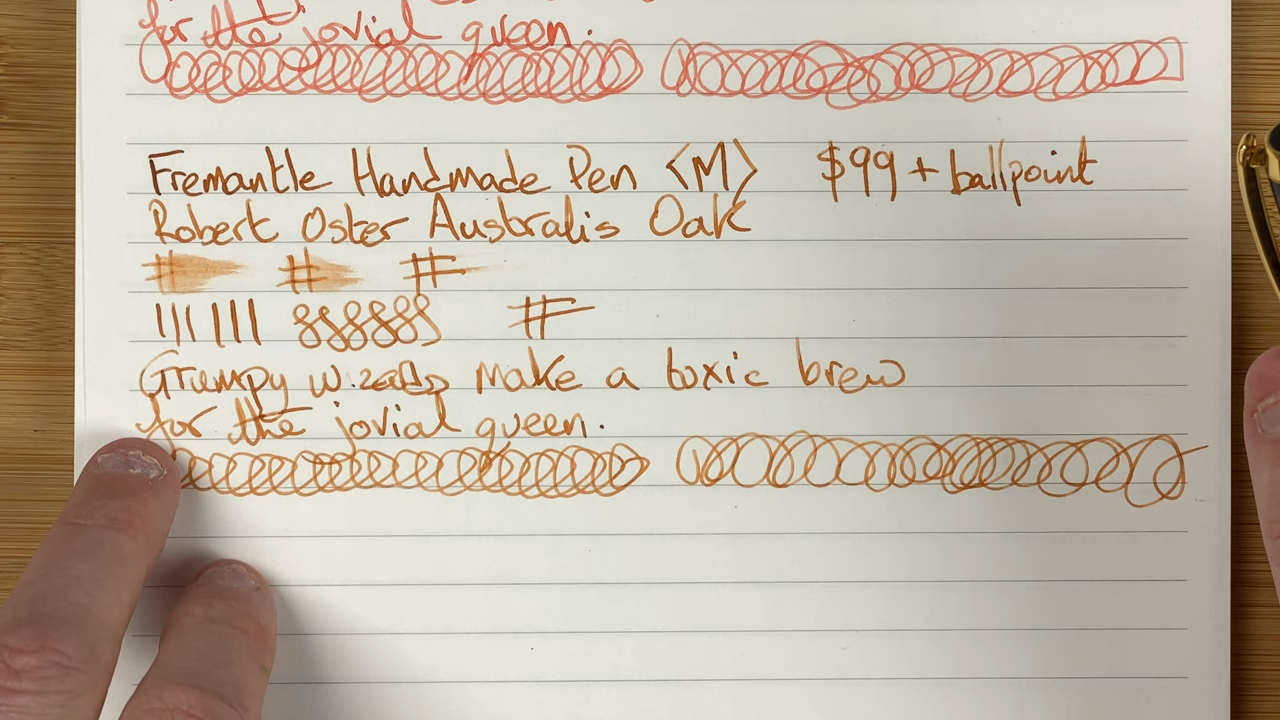 for the jovial queen.
Fremantle Handmade Pen <M> $99 + ballpoint
Robert Oster Australis Oak
# # #
|||||| 888888 #
Grumpy wizards make a toxic brew
for the jovial queen.